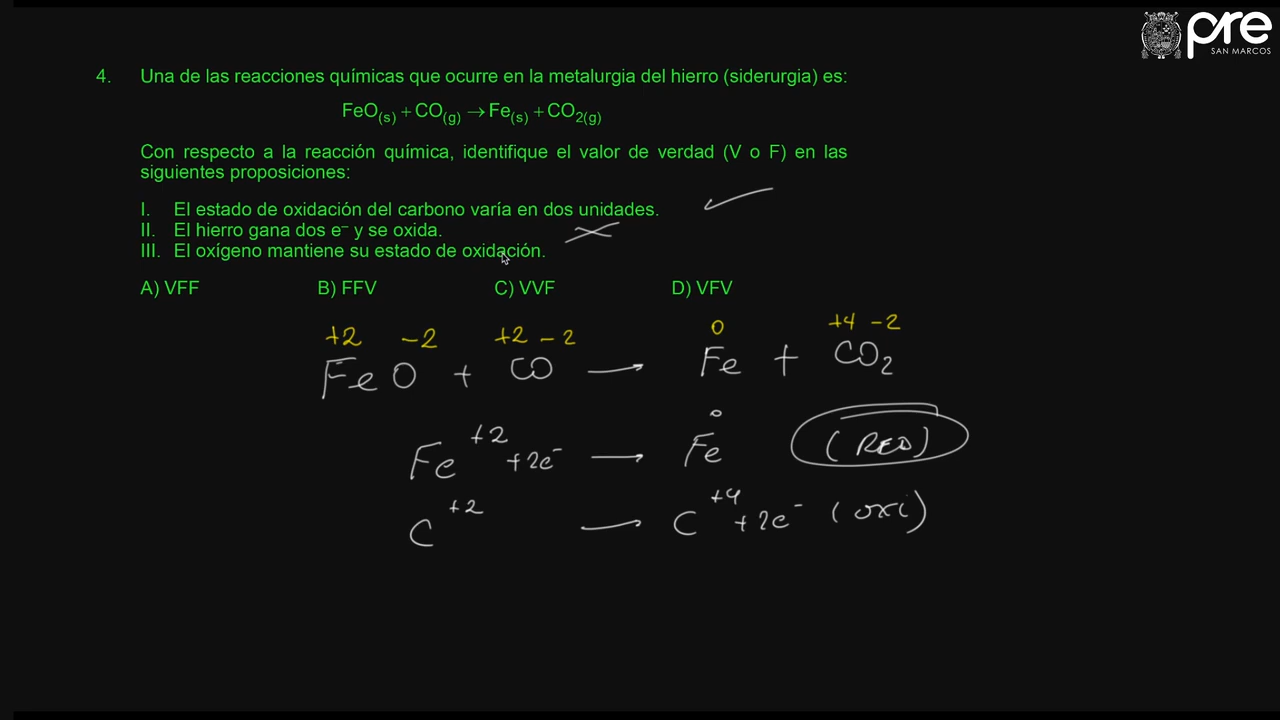 pre
SAN MARCOS
4. Una de las reacciones químicas que ocurre en la metalurgia del hierro (siderurgia) es:
FeO(s) + CO(g) → Fe(s) + CO2(g)
Con respecto a la reacción química, identifique el valor de verdad (V o F) en las
siguientes proposiciones:
I. El estado de oxidación del carbono varía en dos unidades.
II. El hierro gana dos e⁻ y se oxida.
III. El oxígeno mantiene su estado de oxidación.
A) VFF B) FFV C) VVF D) VFV
+2 -2 +2 -2 0 +4 -2
FeO + CO → Fe + CO2
Fe⁺² + 2e⁻ → Fe⁰ (RED)
C⁺² → C⁺⁴ + 2e⁻ (oxi)